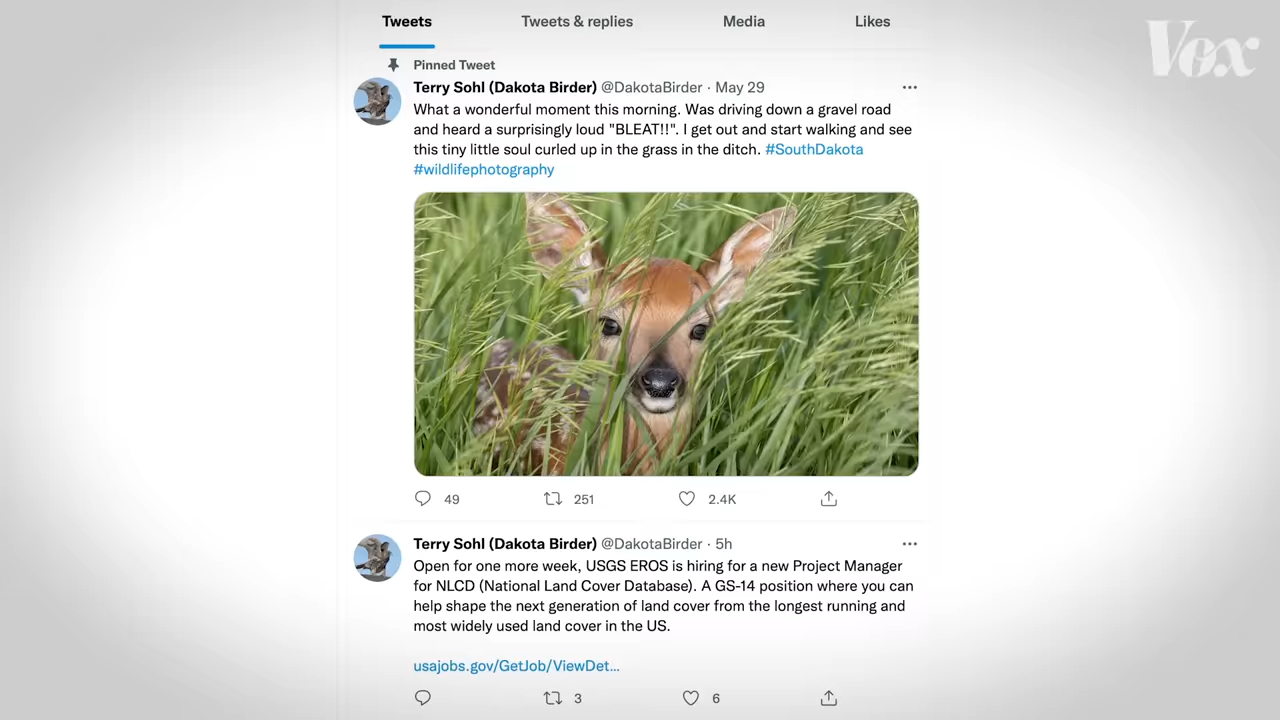 Tweets Tweets & replies Media Likes
Vox
Pinned Tweet
Terry Sohl (Dakota Birder) @DakotaBirder · May 29
What a wonderful moment this morning. Was driving down a gravel road
and heard a surprisingly loud "BLEAT!!". I get out and start walking and see
this tiny little soul curled up in the grass in the ditch. #SouthDakota
#wildlifephotography
49 251 2.4K
Terry Sohl (Dakota Birder) @DakotaBirder · 5h
Open for one more week, USGS EROS is hiring for a new Project Manager
for NLCD (National Land Cover Database). A GS-14 position where you can
help shape the next generation of land cover from the longest running and
most widely used land cover in the US.
usajobs.gov/GetJob/ViewDet...
3 6